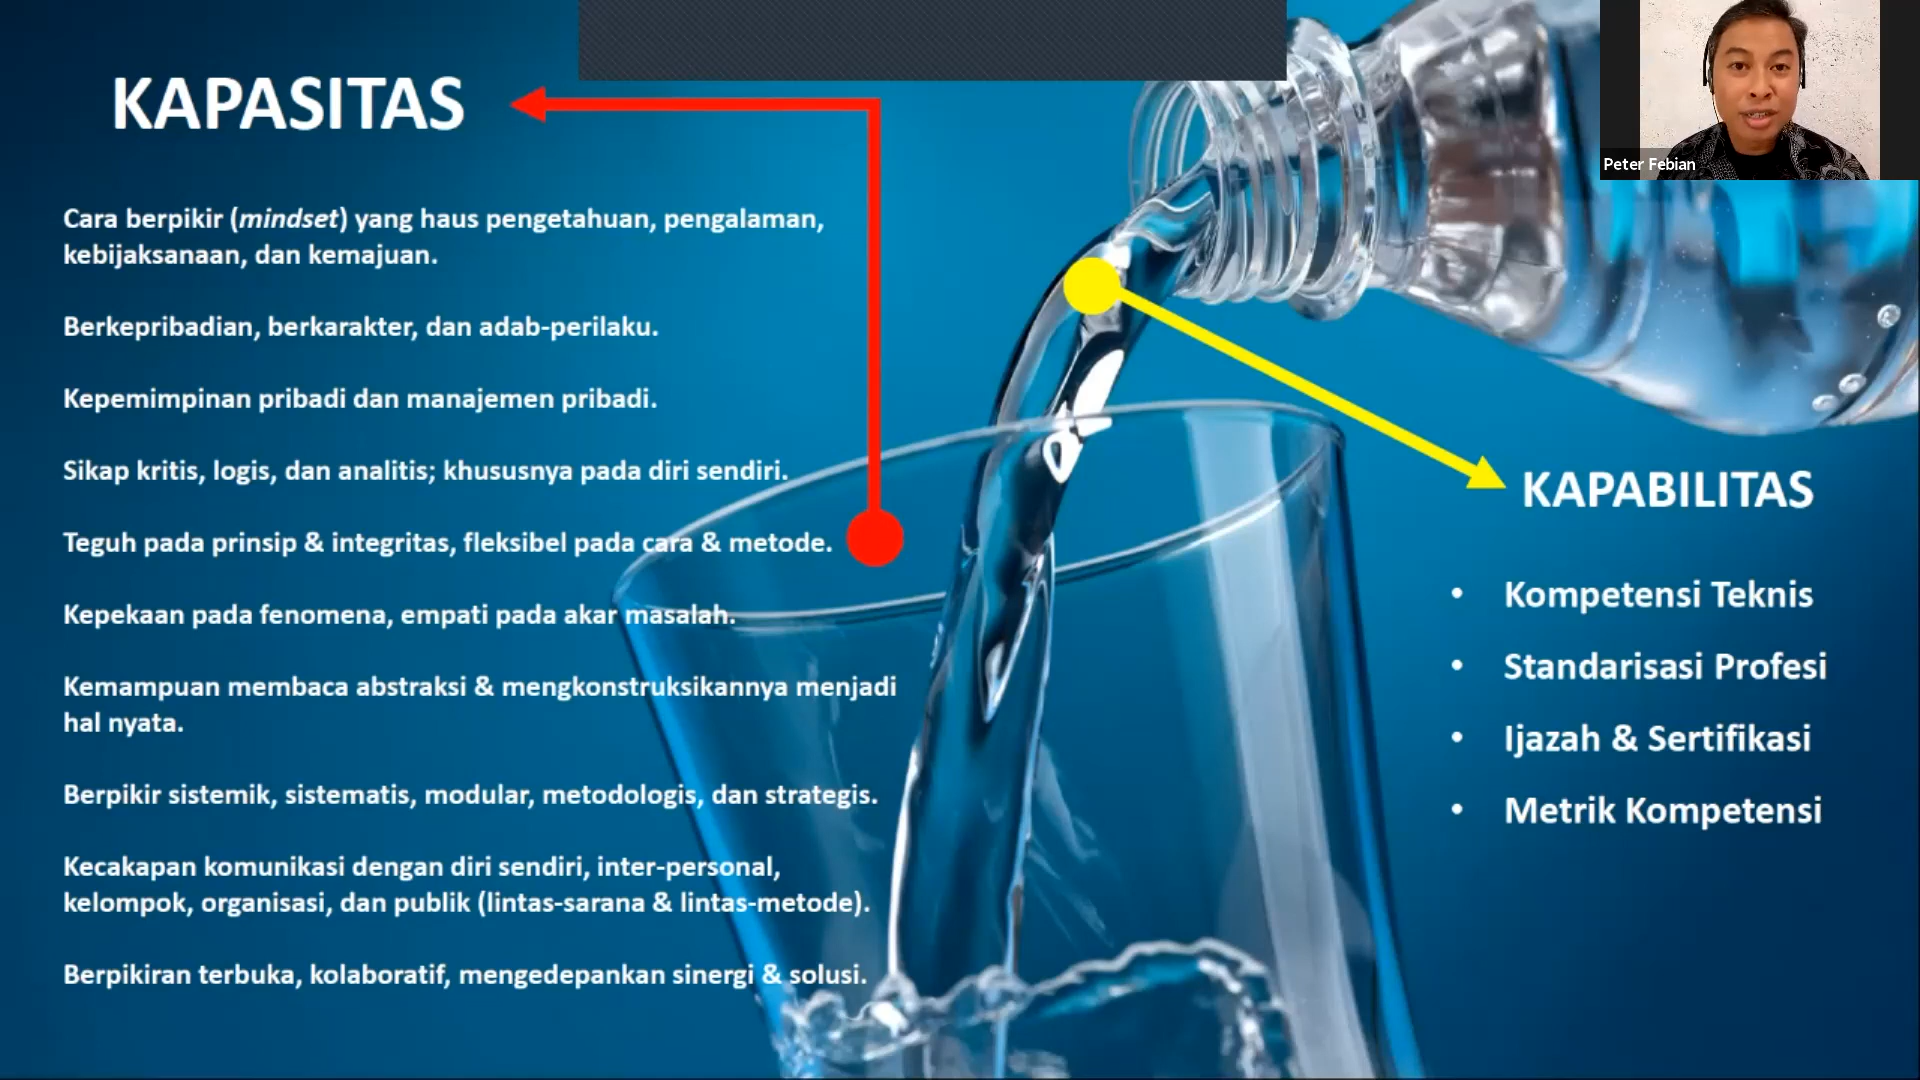 KAPASITAS
Cara berpikir (mindset) yang haus pengetahuan, pengalaman,
kebijaksanaan, dan kemajuan.
Berkepribadian, berkarakter, dan adab-perilaku.
Kepemimpinan pribadi dan manajemen pribadi.
Sikap kritis, logis, dan analitis; khususnya pada diri sendiri.
Teguh pada prinsip & integritas, fleksibel pada cara & metode.
Kepekaan pada fenomena, empati pada akar masalah.
Kemampuan membaca abstraksi & mengkonstruksikannya menjadi
hal nyata.
Berpikir sistemik, sistematis, modular, metodologis, dan strategis.
Kecakapan komunikasi dengan diri sendiri, inter-personal,
kelompok, organisasi, dan publik (lintas-sarana & lintas-metode).
Berpikiran terbuka, kolaboratif, mengedepankan sinergi & solusi.
Peter Febian
KAPABILITAS
• Kompetensi Teknis
• Standarisasi Profesi
• Ijazah & Sertifikasi
• Metrik Kompetensi